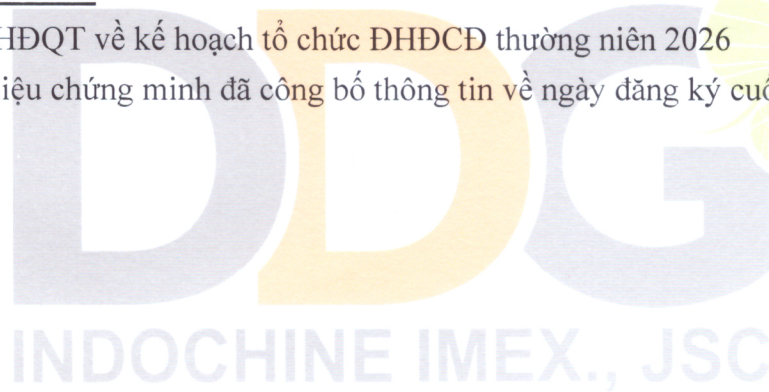 HĐQT về kế hoạch tổ chức ĐHĐCĐ thường niên 2026
iệu chứng minh đã công bố thông tin về ngày đăng ký cuố
DDG
INDOCHINE IMEX., JSC